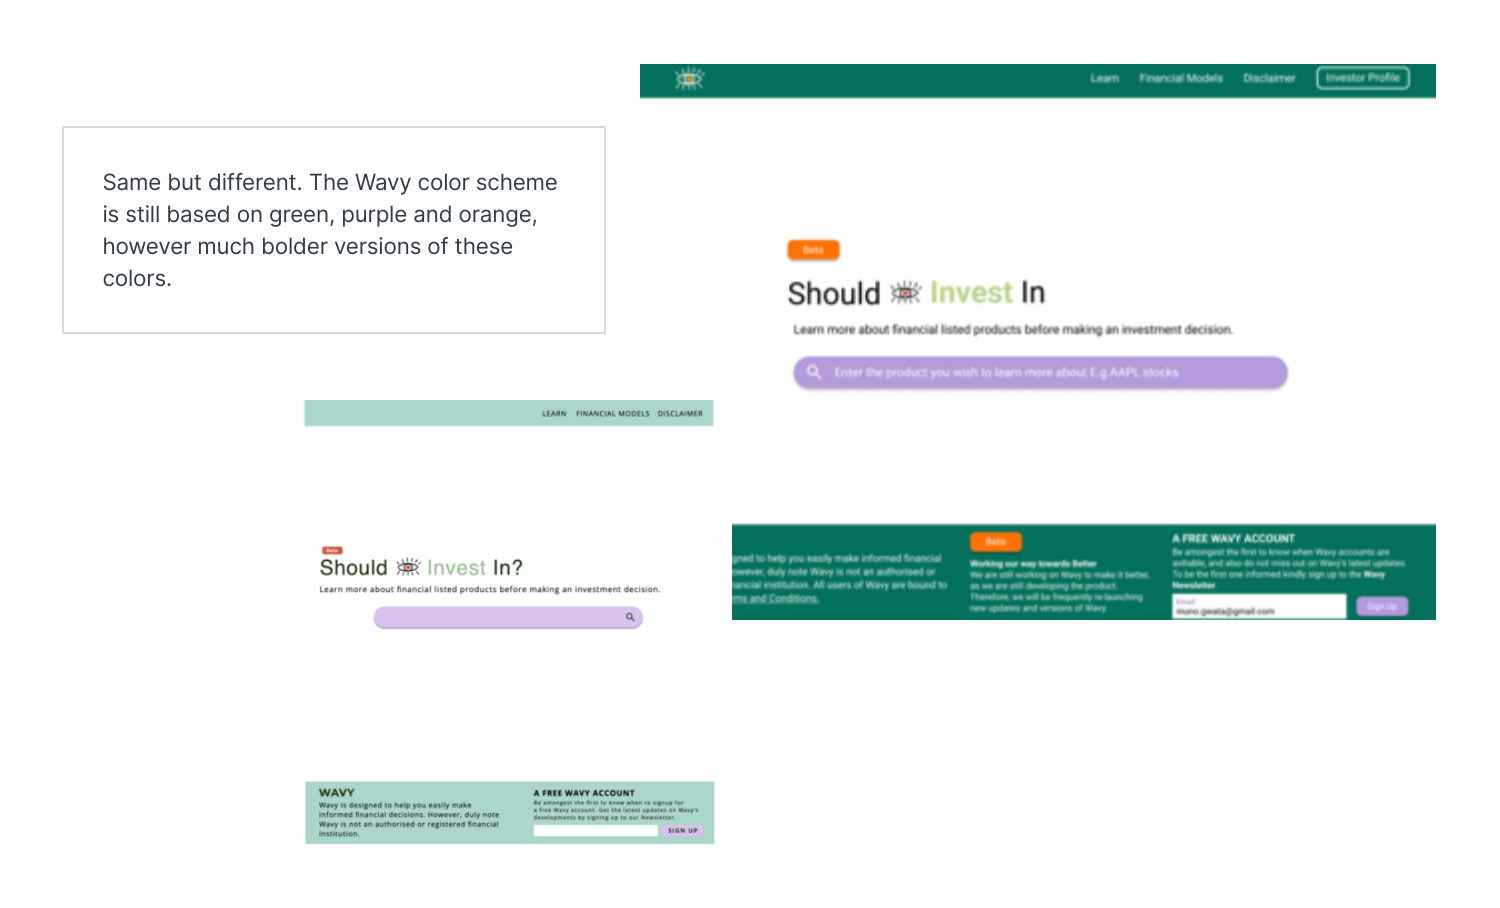 Learn Financial Models Disclaimer Investor Profile
Same but different. The Wavy color scheme
is still based on green, purple and orange,
however much bolder versions of these
colors.
Beta
Should Invest In
Learn more about financial listed products before making an investment decision.
Enter the product you wish to learn more about E.g AAPL stocks
LEARN FINANCIAL MODELS DISCLAIMER
Beta
Should Invest In?
Learn more about financial listed products before making an investment decision.
gned to help you easily make informed financial
owever, duly note Wavy is not an authorised or
nancial institution. All users of Wavy are bound to
rms and Conditions.
Beta
Working our way towards Better
We are still working on Wavy to make it better,
as we are still developing the product.
Therefore, we will be frequently re-launching
new updates and versions of Wavy.
A FREE WAVY ACCOUNT
Be amongest the first to know when Wavy accounts are
aviliable, and also do not miss out on Wavy's latest updates.
To be the first one informed kindly sign up to the Wavy
Newsletter
Email
muno.gwata@gmail.com
Sign Up
WAVY
Wavy is designed to help you easily make
informed financial decisions. However, duly note
Wavy is not an authorised or registered financial
institution.
A FREE WAVY ACCOUNT
Be amongest the first to know when to signup for
a free Wavy account. Get the latest updates on Wavy's
developments by signing up to our Newsletter.
SIGN UP